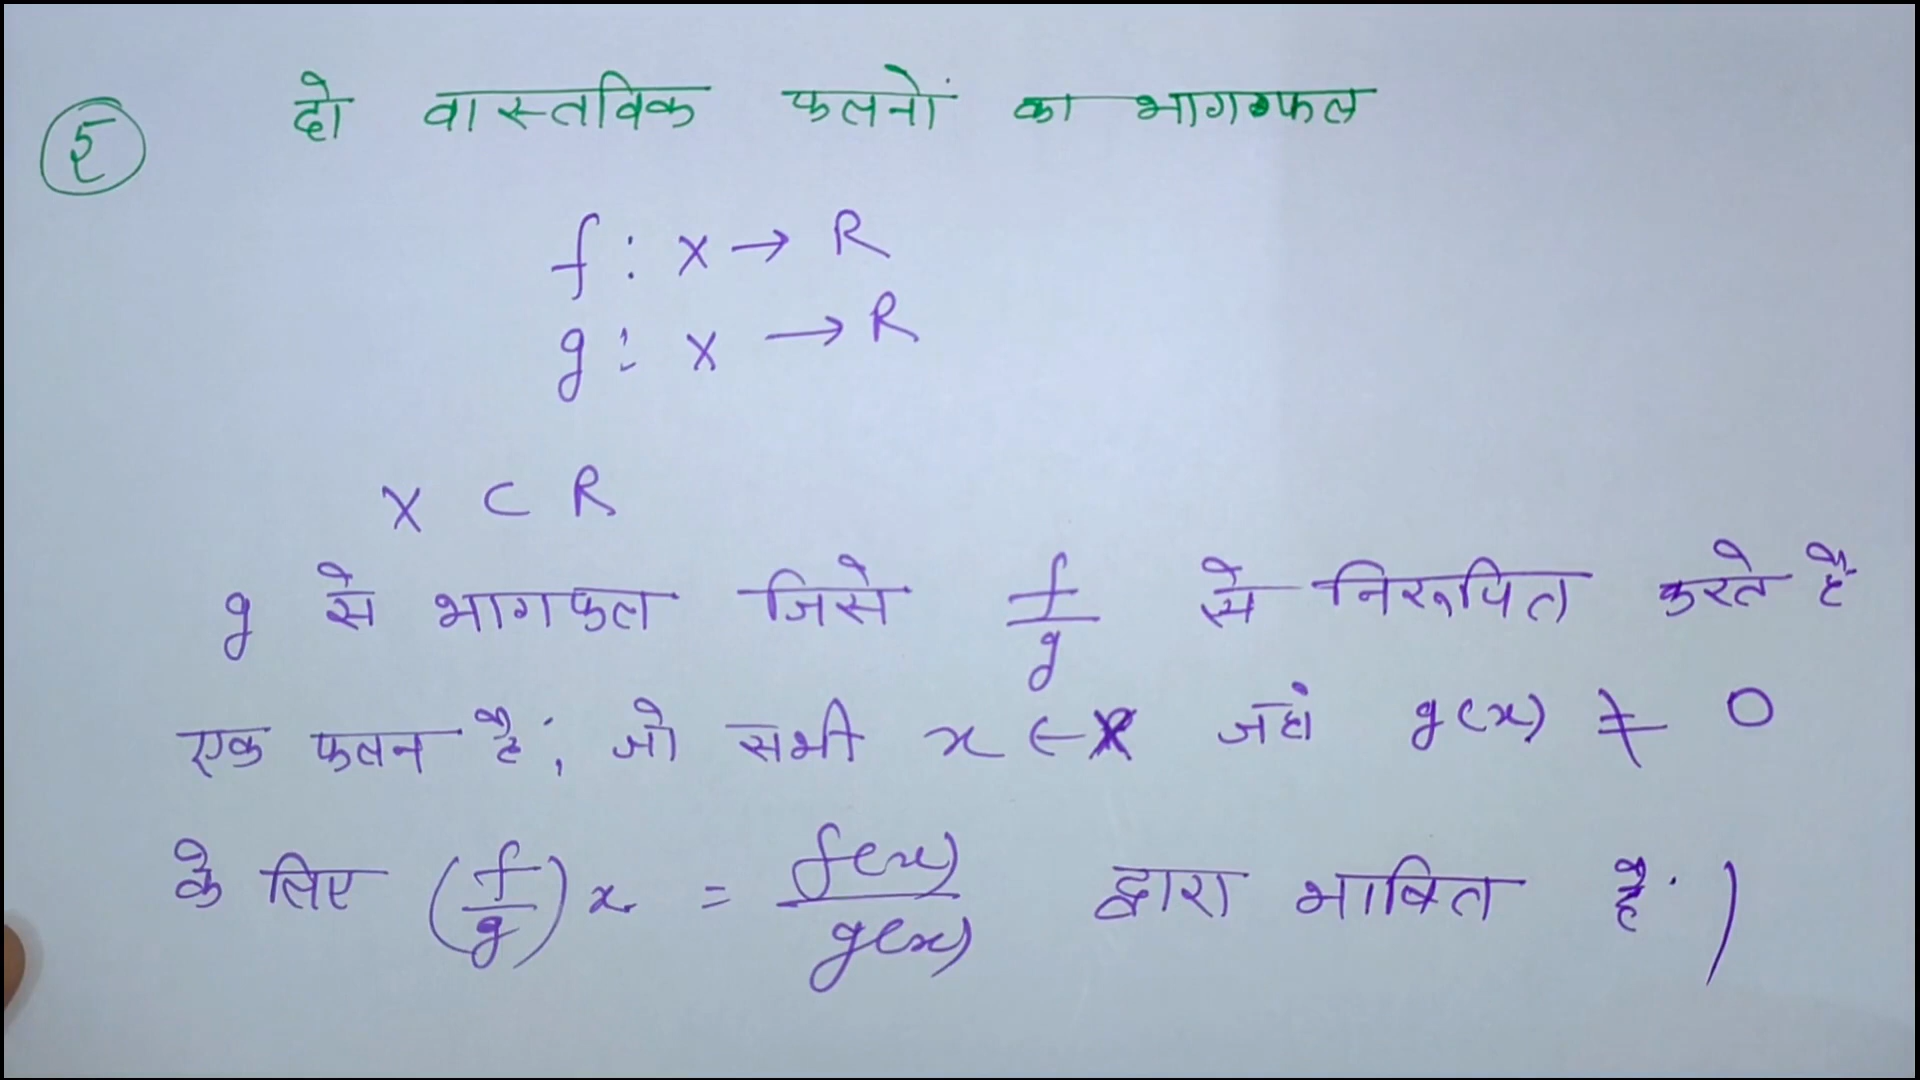 ५ दो वास्तविक फलनों का भागफल
f : X → R
g : X → R
X ⊂ R
g से भागफल जिसे f/g से निरूपित करते हैं
एक फलन है, जो सभी x ∈ X जहां g(x) ≠ 0
के लिए (f/g)x = f(x)/g(x) द्वारा भाषित है।